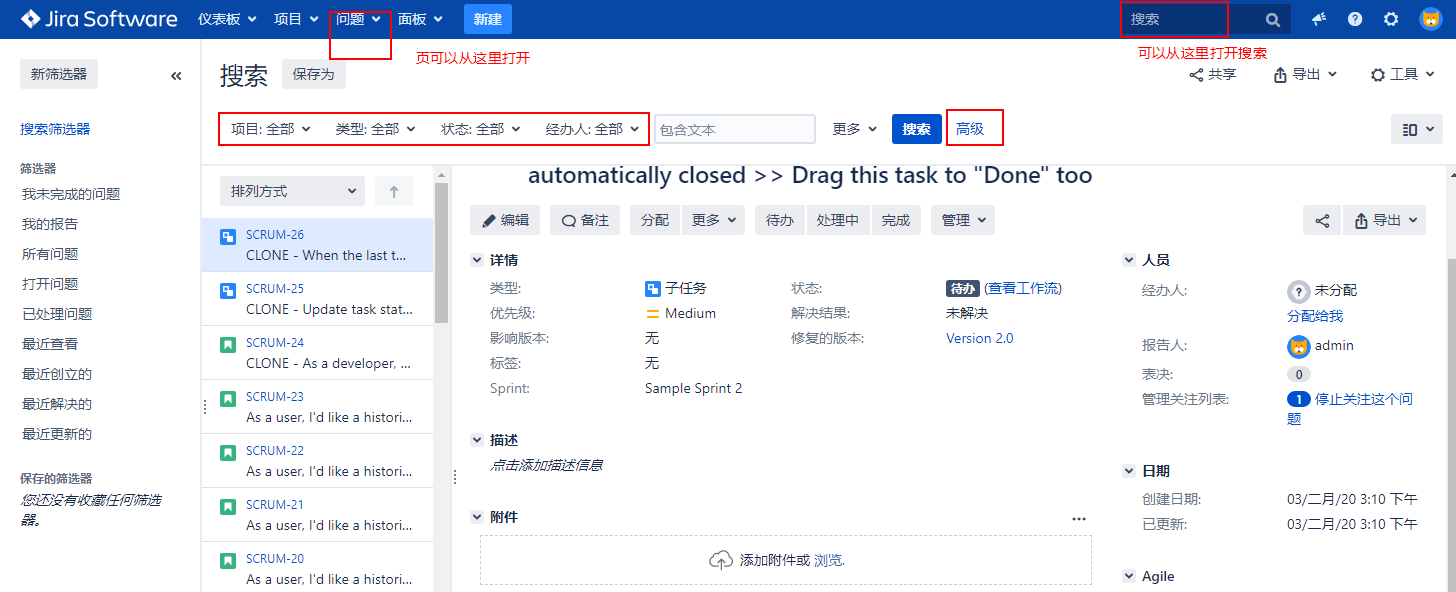 Jira Software 仪表板 项目 问题 面板 新建 搜索
页可以从这里打开 可以从这里打开搜索
新筛选器 « 搜索 保存为 共享 导出 工具
搜索筛选器 项目: 全部 类型: 全部 状态: 全部 经办人: 全部 包含文本 更多 搜索 高级
筛选器
我未完成的问题
我的报告
所有问题
打开问题
已处理问题
最近查看
最近创立的
最近解决的
最近更新的
保存的筛选器
您还没有收藏任何筛选
器。
排列方式
SCRUM-26
CLONE - When the last t...
SCRUM-25
CLONE - Update task stat...
SCRUM-24
CLONE - As a developer, ...
SCRUM-23
As a user, I'd like a histori...
SCRUM-22
As a user, I'd like a histori...
SCRUM-21
As a user, I'd like a histori...
SCRUM-20
As a user, I'd like a histori...
automatically closed >> Drag this task to "Done" too
编辑 备注 分配 更多 待办 处理中 完成 管理 导出
详情
类型: 子任务 状态: 待办 (查看工作流)
优先级: Medium 解决结果: 未解决
影响版本: 无 修复的版本: Version 2.0
标签: 无
Sprint: Sample Sprint 2
描述
点击添加描述信息
附件 ...
添加附件或 浏览.
人员
经办人: 未分配
分配给我
报告人: admin
表决: 0
管理关注列表: 1 停止关注这个问
题
日期
创建日期: 03/二月/20 3:10 下午
已更新: 03/二月/20 3:10 下午
Agile